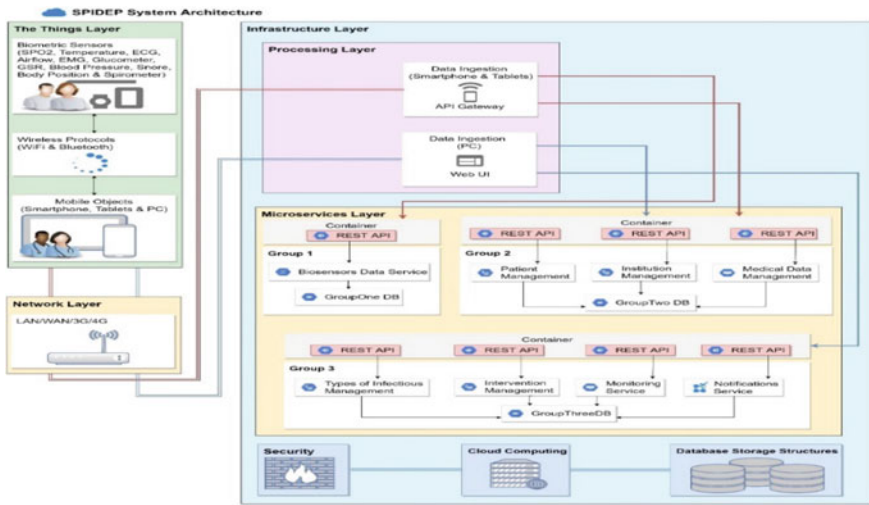 SPIDEP System Architecture
The Things Layer
Biometric Sensors
(SPO2, Temperature, ECG,
Airflow, EMG, Glucometer,
GSR, Blood Pressure, Snore,
Body Position & Spirometer)
Wireless Protocols
(WiFi & Bluetooth)
Mobile Objects
(Smartphone, Tablets & PC)
Network Layer
LAN/WAN/3G/4G
Infrastructure Layer
Processing Layer
Data Ingestion
(Smartphone & Tablets)
API Gateway
Data Ingestion
(PC)
Web UI
Microservices Layer
Container
REST API
Group 1
Biosensors Data Service
GroupOne DB
Container
REST API
REST API
REST API
Group 2
Patient
Management
Institution
Management
Medical Data
Management
GroupTwo DB
Container
REST API
REST API
REST API
REST API
Group 3
Types of Infectious
Management
Intervention
Management
Monitoring
Service
Notifications
Service
GroupThreeDB
Security
Cloud Computing
Database Storage Structures